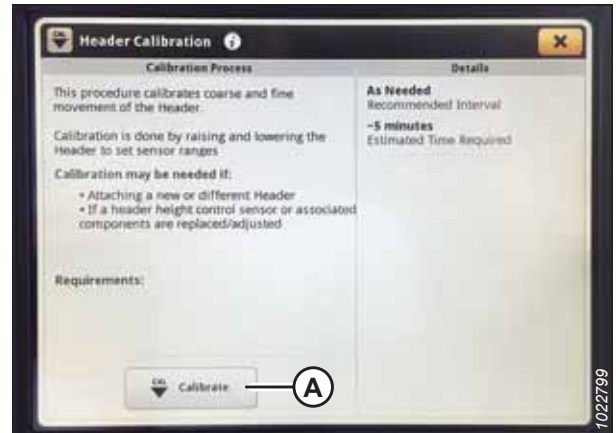 CAL
Header Calibration i
Calibration Process
This procedure calibrates coarse and fine
movement of the Header.
Calibration is done by raising and lowering the
Header to set sensor ranges
Calibration may be needed if:
• Attaching a new or different Header
• If a header height control sensor or associated
components are replaced/adjusted
Requirements:
CAL Calibrate
A
Details
As Needed
Recommended Interval
~5 minutes
Estimated Time Required
1022799